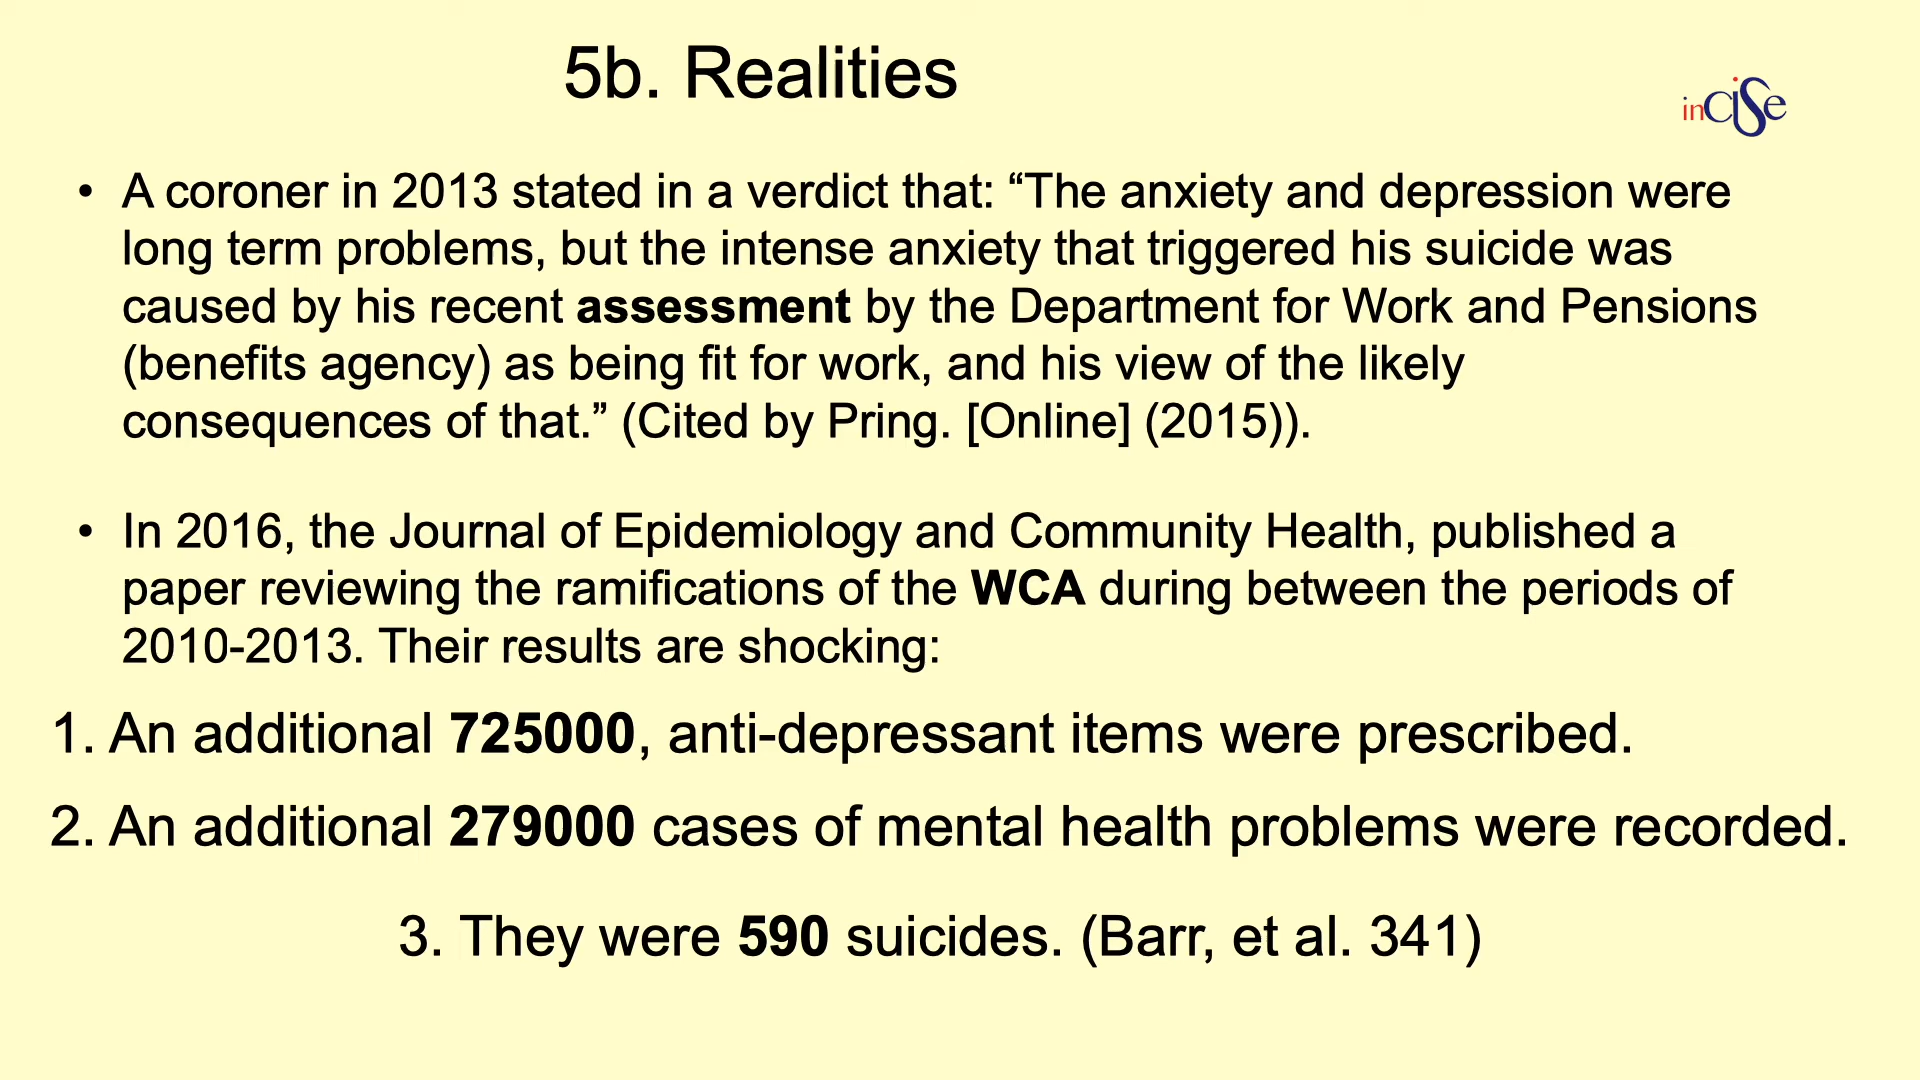 5b. Realities
inCiSe
• A coroner in 2013 stated in a verdict that: “The anxiety and depression were
long term problems, but the intense anxiety that triggered his suicide was
caused by his recent assessment by the Department for Work and Pensions
(benefits agency) as being fit for work, and his view of the likely
consequences of that.” (Cited by Pring. [Online] (2015)).
• In 2016, the Journal of Epidemiology and Community Health, published a
paper reviewing the ramifications of the WCA during between the periods of
2010-2013. Their results are shocking:
1. An additional 725000, anti-depressant items were prescribed.
2. An additional 279000 cases of mental health problems were recorded.
3. They were 590 suicides. (Barr, et al. 341)